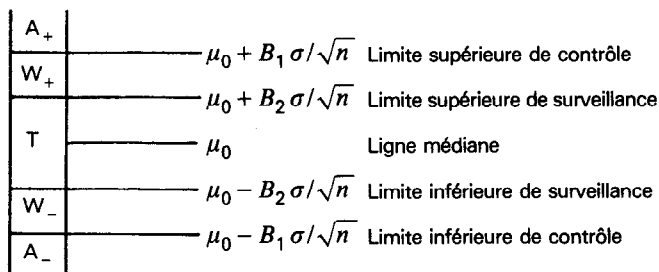 A₊
μ₀ + B₁ σ/√n Limite supérieure de contrôle
W₊
μ₀ + B₂ σ/√n Limite supérieure de surveillance
T
μ₀ Ligne médiane
μ₀ − B₂ σ/√n Limite inférieure de surveillance
W₋
μ₀ − B₁ σ/√n Limite inférieure de contrôle
A₋